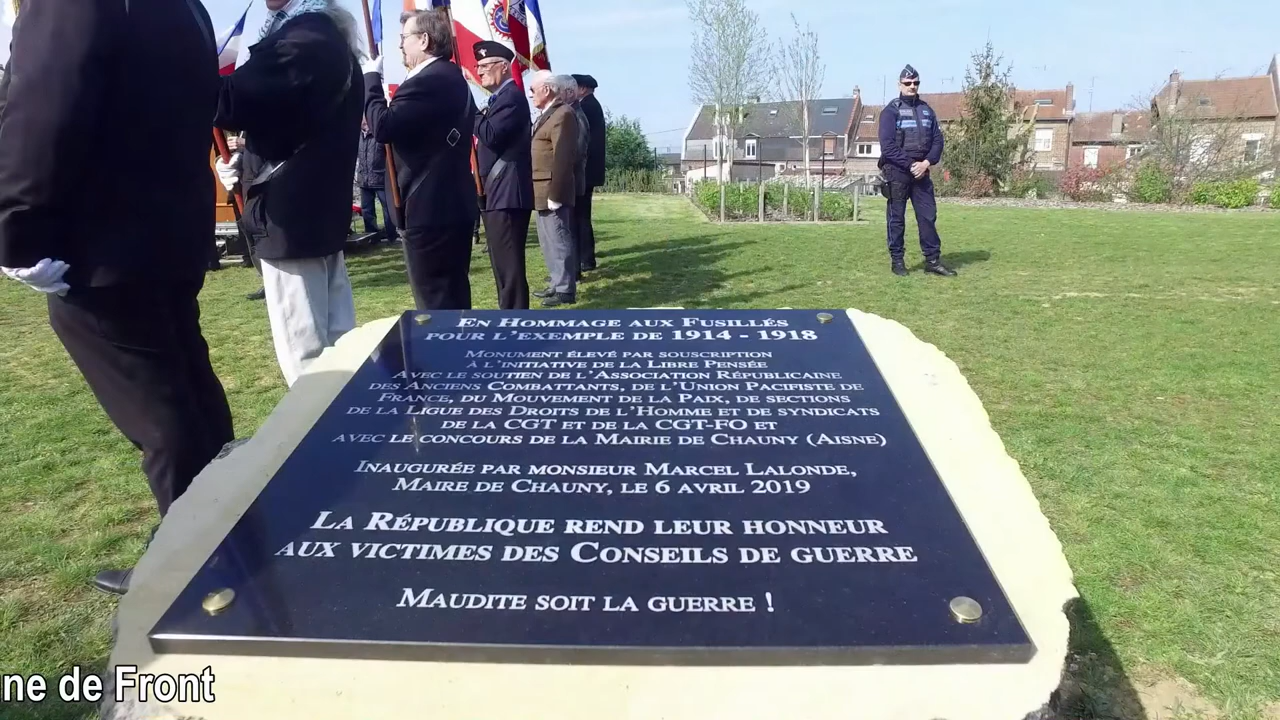 En Hommage aux Fusillés
pour l'exemple de 1914 - 1918
Monument élevé par souscription
à l'initiative de la Libre Pensée
Avec le soutien de l'Association Républicaine
des Anciens Combattants, de l'Union Pacifiste de
France, du Mouvement de la Paix, de sections
de la Ligue des Droits de l'Homme et de syndicats
de la CGT et de la CGT-FO et
avec le concours de la Mairie de Chauny (Aisne)
Inaugurée par monsieur Marcel Lalonde,
Maire de Chauny, le 6 avril 2019
La République rend leur honneur
aux victimes des Conseils de guerre
Maudite soit la guerre !
ne de Front